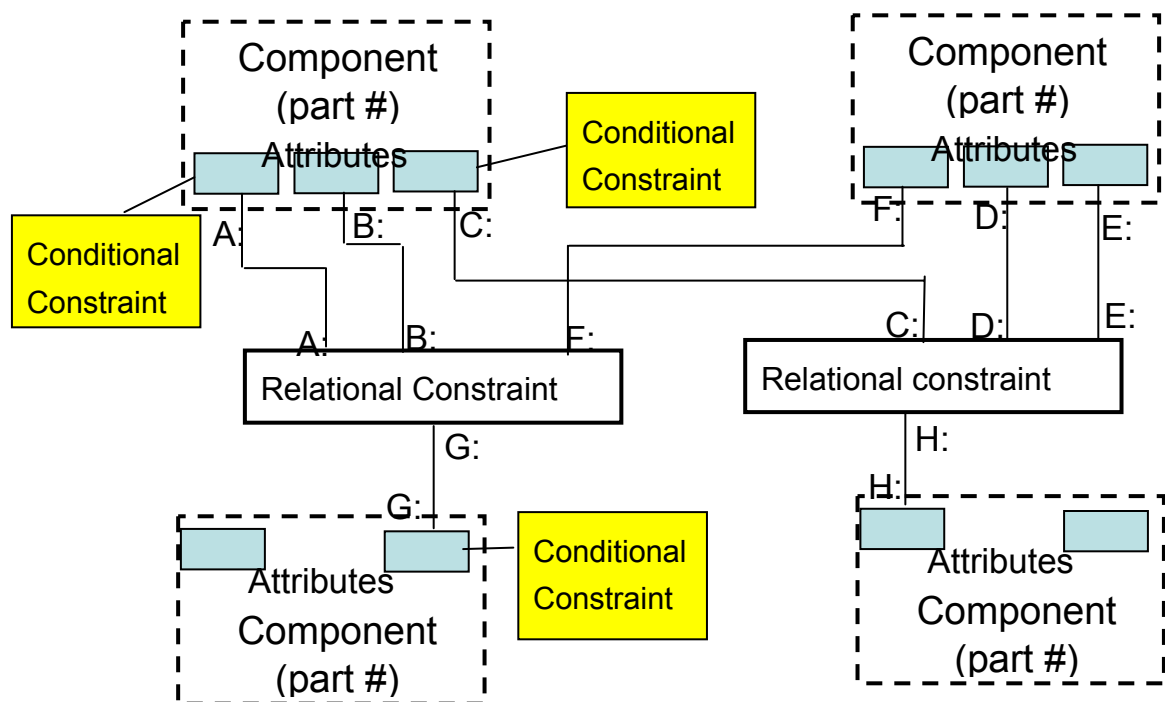 Component
(part #)
Attributes
Component
(part #)
Attributes
Conditional
Constraint
Conditional
Constraint
A:
B:
C:
F:
D:
E:
A:
B:
F:
C:
D:
E:
Relational Constraint
Relational constraint
G:
H:
G:
H:
Attributes
Component
(part #)
Conditional
Constraint
Attributes
Component
(part #)